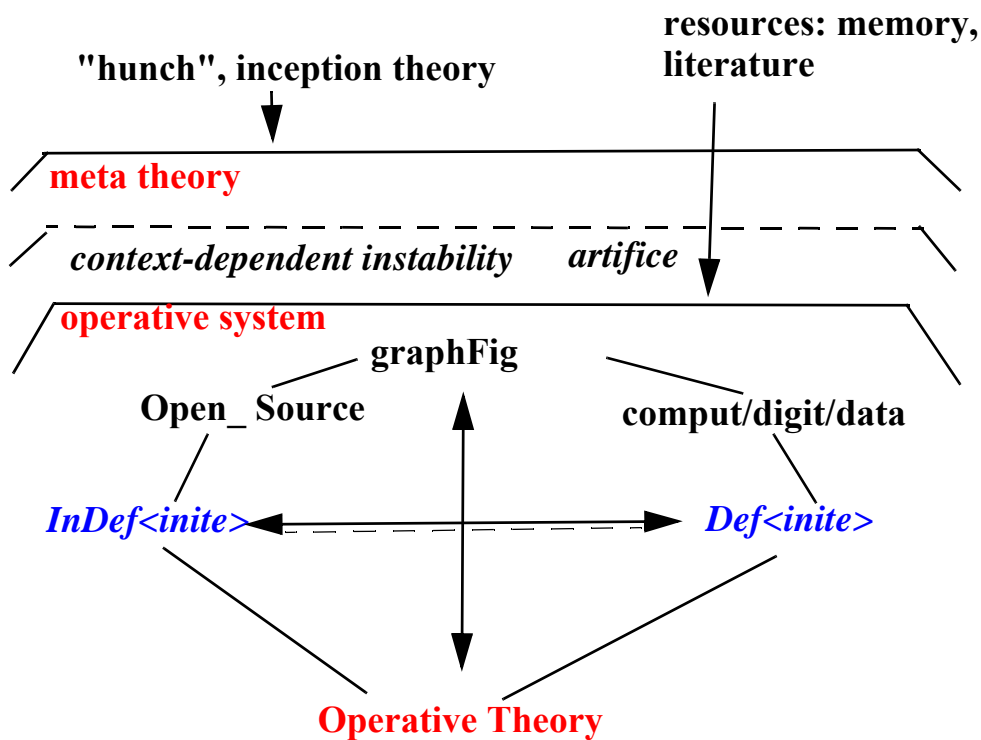 resources: memory,
literature
"hunch", inception theory
meta theory
context-dependent instability artifice
operative system
graphFig
Open_ Source
comput/digit/data
InDef<inite>
Def<inite>
Operative Theory